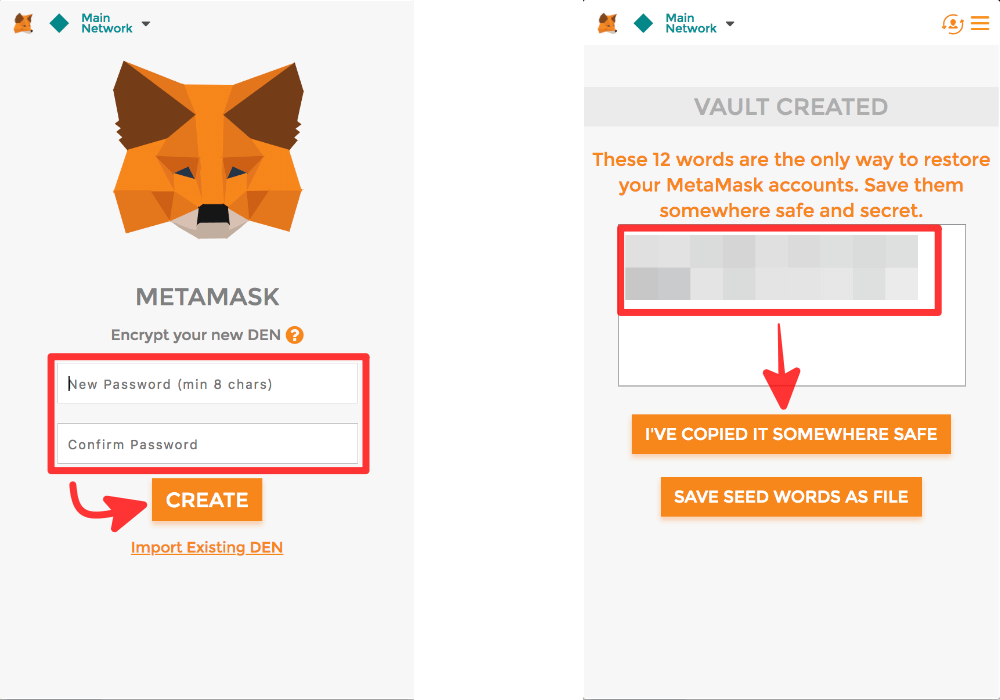 Main
Network
METAMASK
Encrypt your new DEN ?
New Password (min 8 chars)
Confirm Password
CREATE
Import Existing DEN
Main
Network
VAULT CREATED
These 12 words are the only way to restore
your MetaMask accounts. Save them
somewhere safe and secret.
I'VE COPIED IT SOMEWHERE SAFE
SAVE SEED WORDS AS FILE